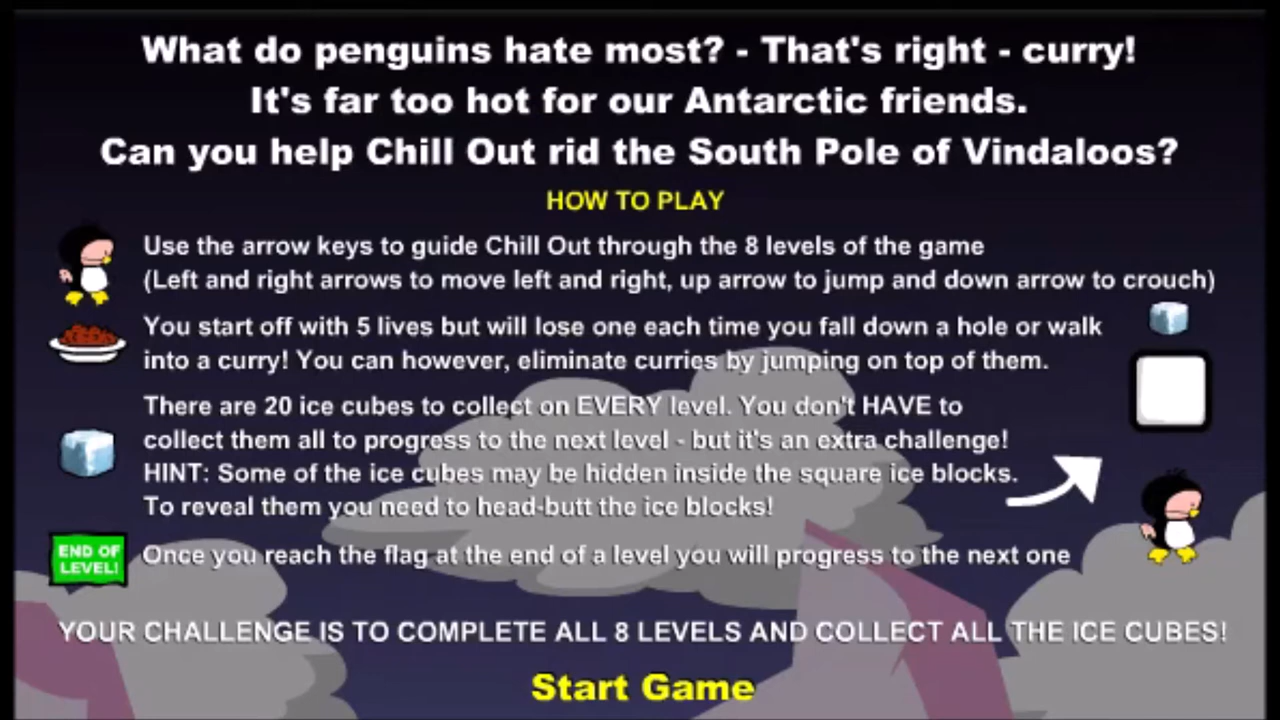 What do penguins hate most? - That's right - curry!
It's far too hot for our Antarctic friends.
Can you help Chill Out rid the South Pole of Vindaloos?
HOW TO PLAY
Use the arrow keys to guide Chill Out through the 8 levels of the game
(Left and right arrows to move left and right, up arrow to jump and down arrow to crouch)
You start off with 5 lives but will lose one each time you fall down a hole or walk
into a curry! You can however, eliminate curries by jumping on top of them.
There are 20 ice cubes to collect on EVERY level. You don't HAVE to
collect them all to progress to the next level - but it's an extra challenge!
HINT: Some of the ice cubes may be hidden inside the square ice blocks.
To reveal them you need to head-butt the ice blocks!
END OF
LEVEL!
Once you reach the flag at the end of a level you will progress to the next one
YOUR CHALLENGE IS TO COMPLETE ALL 8 LEVELS AND COLLECT ALL THE ICE CUBES!
Start Game